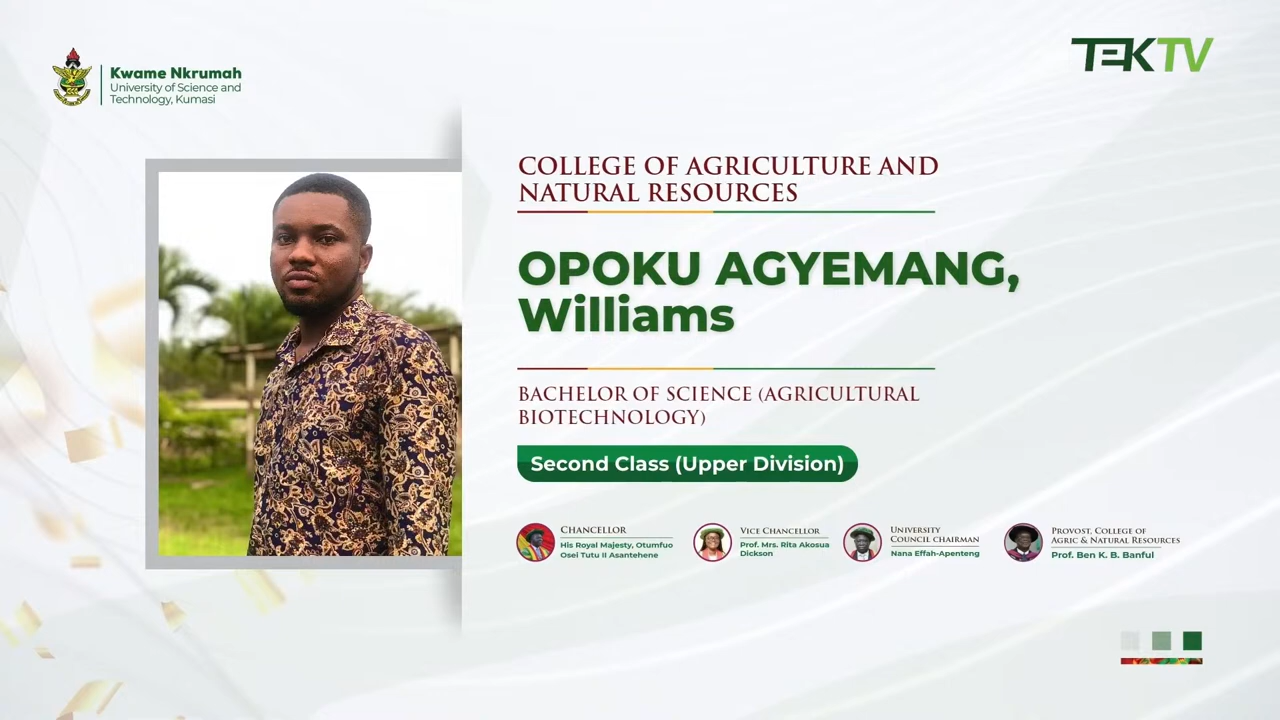 Kwame Nkrumah
University of Science and
Technology, Kumasi
TEKTV
COLLEGE OF AGRICULTURE AND
NATURAL RESOURCES
OPOKU AGYEMANG,
Williams
BACHELOR OF SCIENCE (AGRICULTURAL
BIOTECHNOLOGY)
Second Class (Upper Division)
CHANCELLOR
His Royal Majesty, Otumfuo
Osei Tutu II Asantehene
VICE CHANCELLOR
Prof. Mrs. Rita Akosua
Dickson
UNIVERSITY
COUNCIL CHAIRMAN
Nana Effah-Apenteng
PROVOST, COLLEGE OF
AGRIC & NATURAL RESOURCES
Prof. Ben K. B. Banful